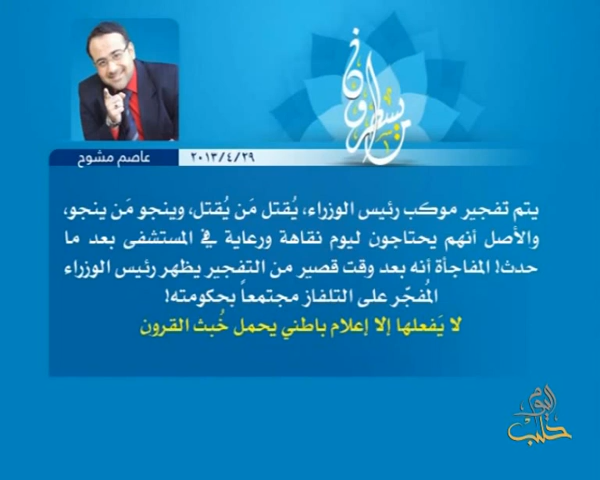 عاصم مشوح
٢٠١٣/٤/٢٩
يتم تفجير موكب رئيس الوزراء، يُقتل مَن يُقتل، وينجو مَن ينجو،
والأصل أنهم يحتاجون ليوم نقاهة ورعاية في المستشفى بعد ما
حدث! المفاجأة أنه بعد وقت قصير من التفجير يظهر رئيس الوزراء
المُفجّر على التلفاز مجتمعاً بحكومته!
لا يَفعلها إلا إعلام باطني يحمل خُبث القرون
اليوم
حلب